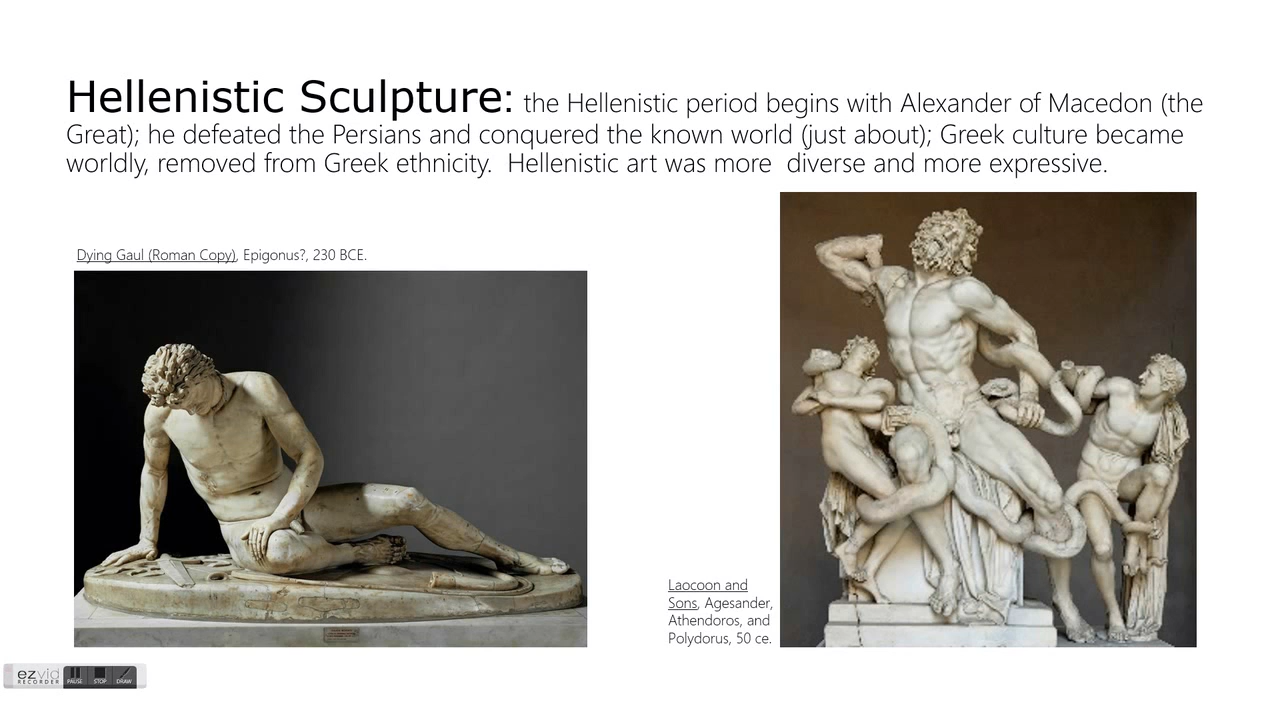 Hellenistic Sculpture: the Hellenistic period begins with Alexander of Macedon (the
Great); he defeated the Persians and conquered the known world (just about); Greek culture became
worldly, removed from Greek ethnicity.  Hellenistic art was more  diverse and more expressive.
Dying Gaul (Roman Copy), Epigonus?, 230 BCE.
Laocoon and
Sons, Agesander,
Athendoros, and
Polydorus, 50 ce.
ezvid
RECORDER
PAUSE
STOP
DRAW